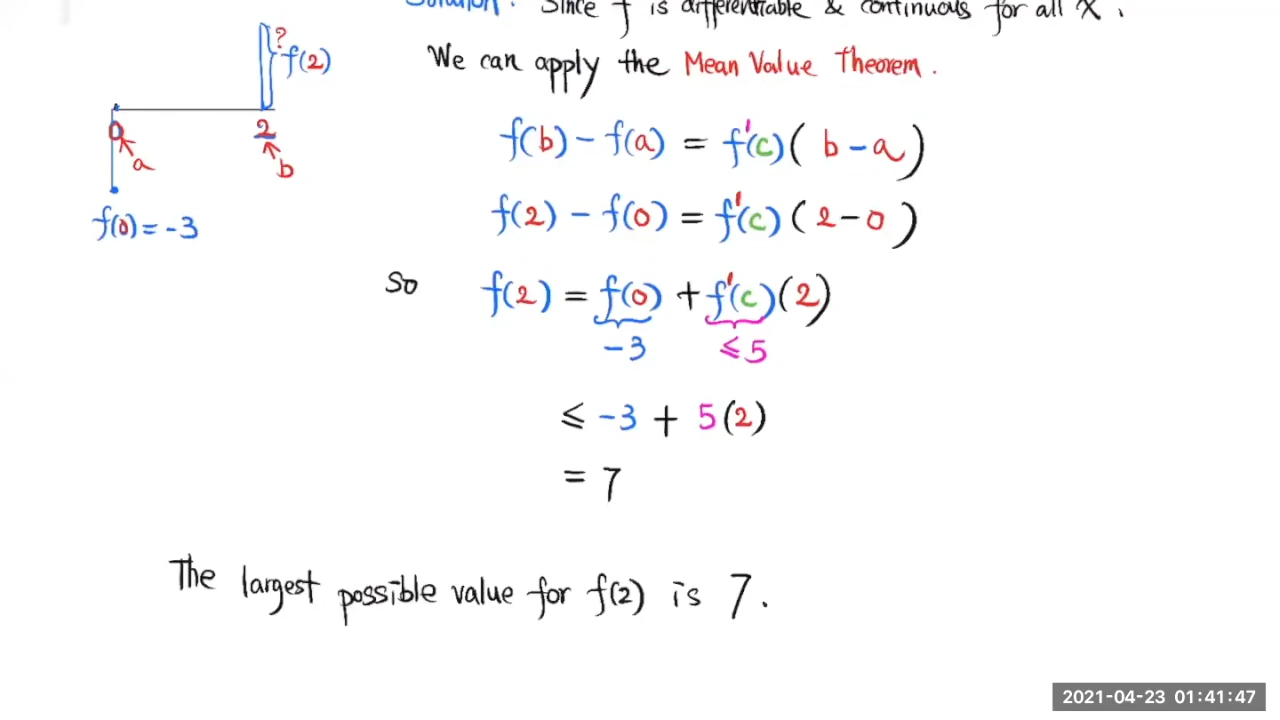 Solution: Since f is differentiable & continuous for all x.
We can apply the Mean Value Theorem.
? f(2)
0 2
a b
f(0) = -3
f(b) - f(a) = f'(c)(b-a)
f(2) - f(0) = f'(c)(2-0)
So f(2) = f(0) + f'(c)(2)
-3 ≤5
≤ -3 + 5(2)
= 7
The largest possible value for f(2) is 7.
2021-04-23 01:41:47